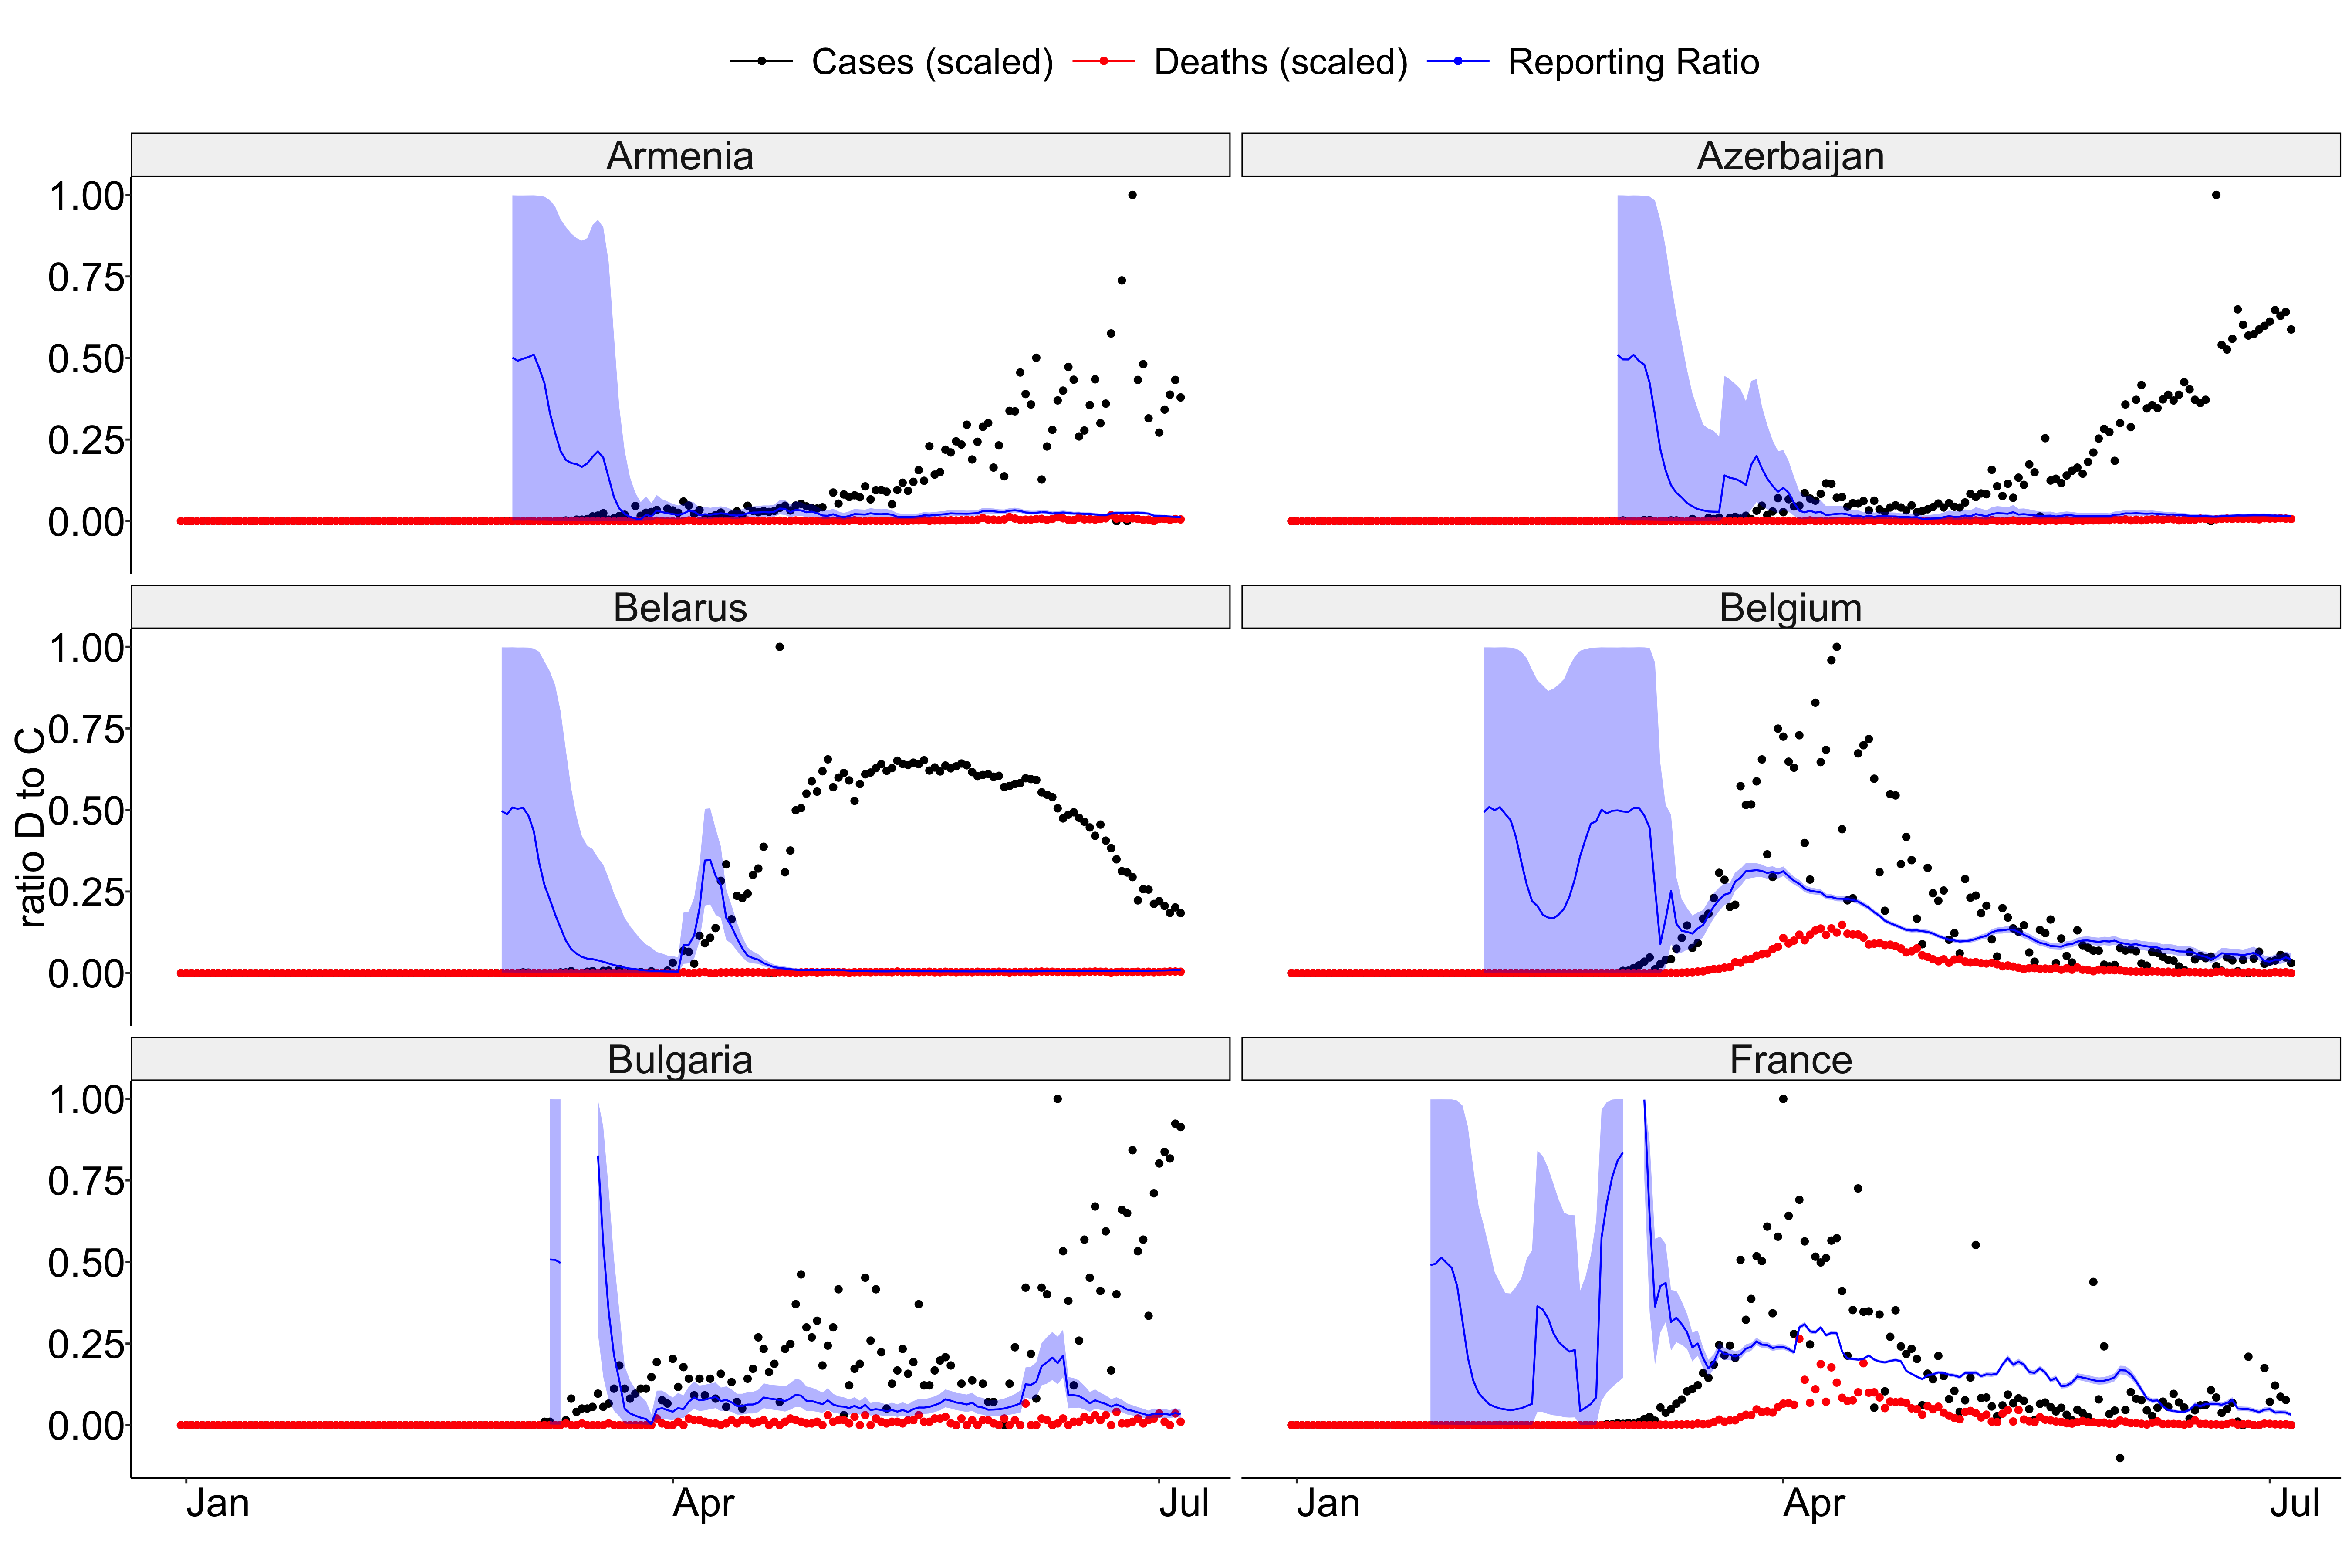 Cases (scaled) Deaths (scaled) Reporting Ratio
Armenia Azerbaijan
1.00
0.75
0.50
0.25
0.00
Belarus Belgium
1.00
0.75
0.50
0.25
0.00
ratio D to C
Bulgaria France
1.00
0.75
0.50
0.25
0.00
Jan Apr Jul Jan Apr Jul